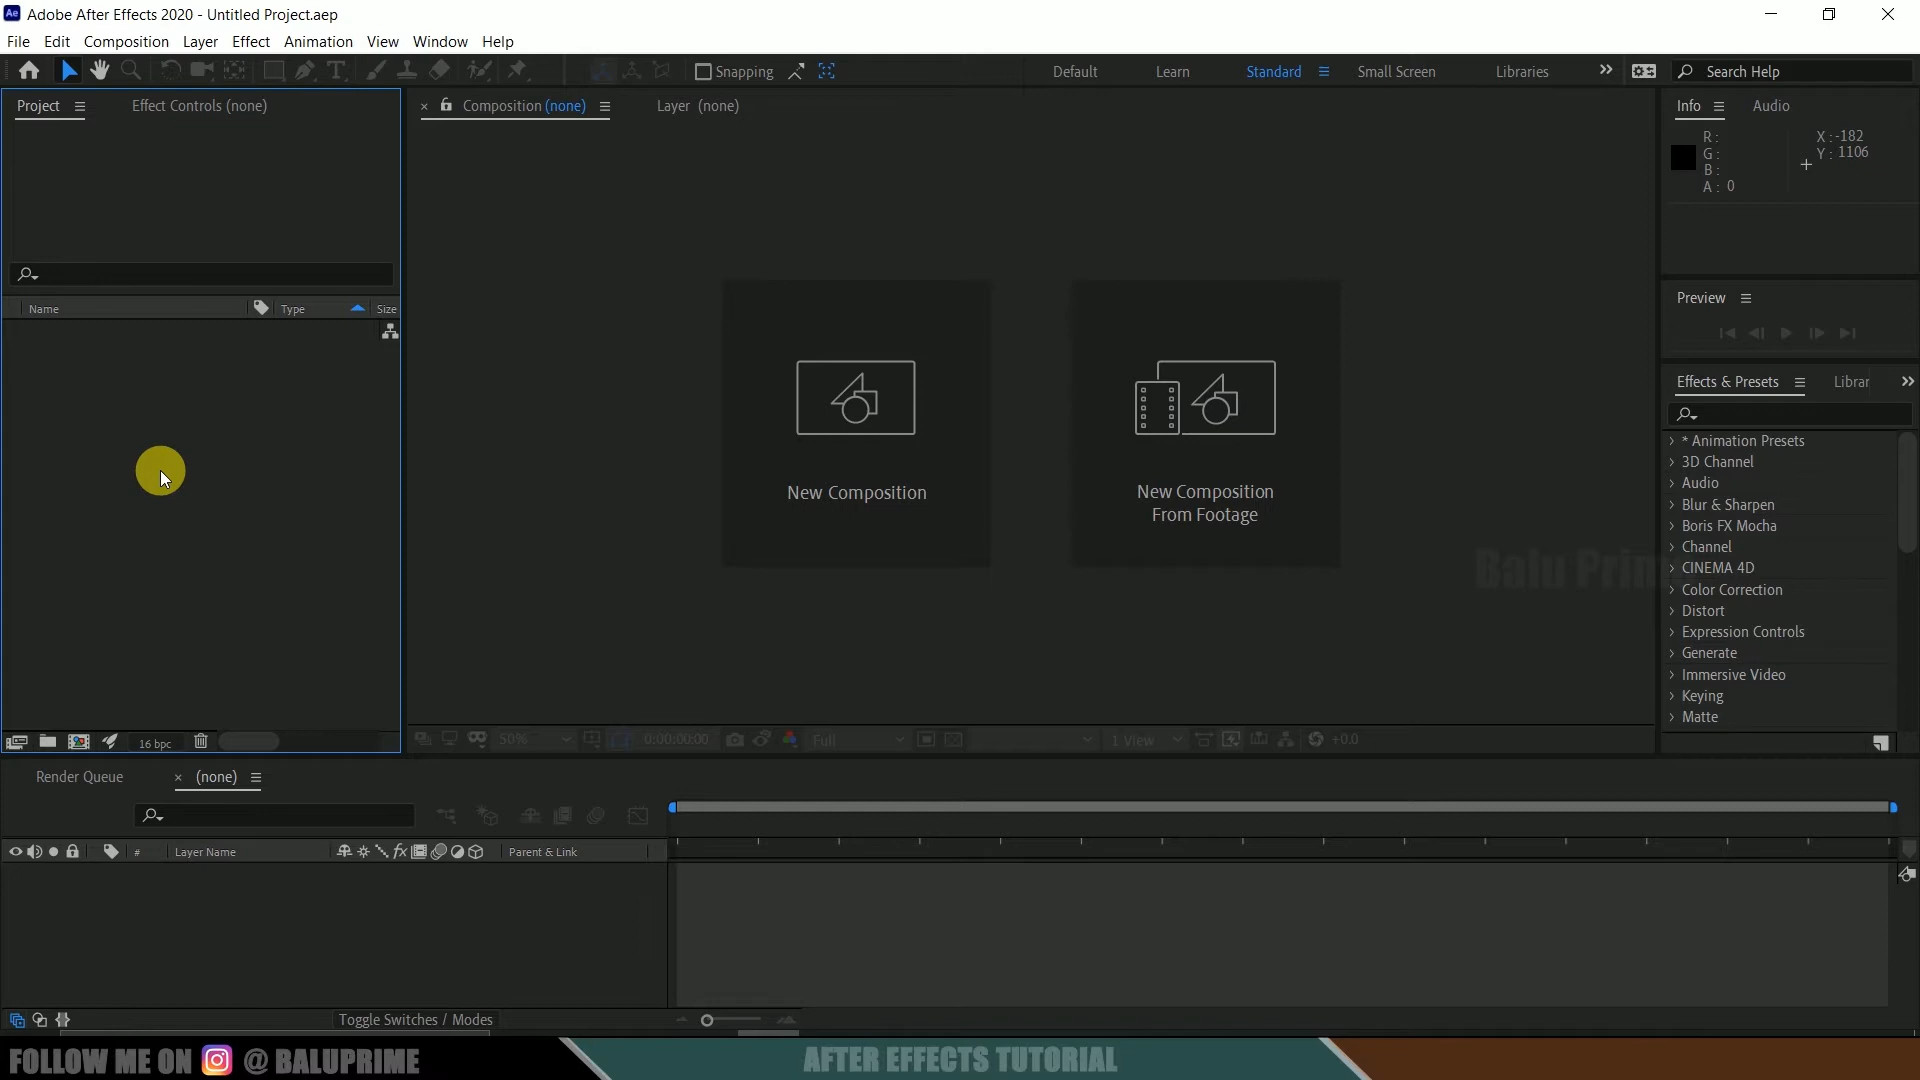 Adobe After Effects 2020 - Untitled Project.aep
File Edit Composition Layer Effect Animation View Window Help
Snapping Default Learn Standard Small Screen Libraries Search Help
Project Effect Controls (none)
Composition (none) Layer (none)
Info Audio
R :
G :
B :
A : 0
X :-182
Y : 1106
Name Type Size
New Composition
New Composition
From Footage
Preview
Effects & Presets Librar
* Animation Presets
3D Channel
Audio
Blur & Sharpen
Boris FX Mocha
Channel
CINEMA 4D
Color Correction
Distort
Expression Controls
Generate
Immersive Video
Keying
Matte
Balu Prim
16 bpc
50% 0:00:00:00 Full 1 View +0.0
Render Queue (none)
# Layer Name fx Parent & Link
Toggle Switches / Modes
FOLLOW ME ON @ BALUPRIME
AFTER EFFECTS TUTORIAL